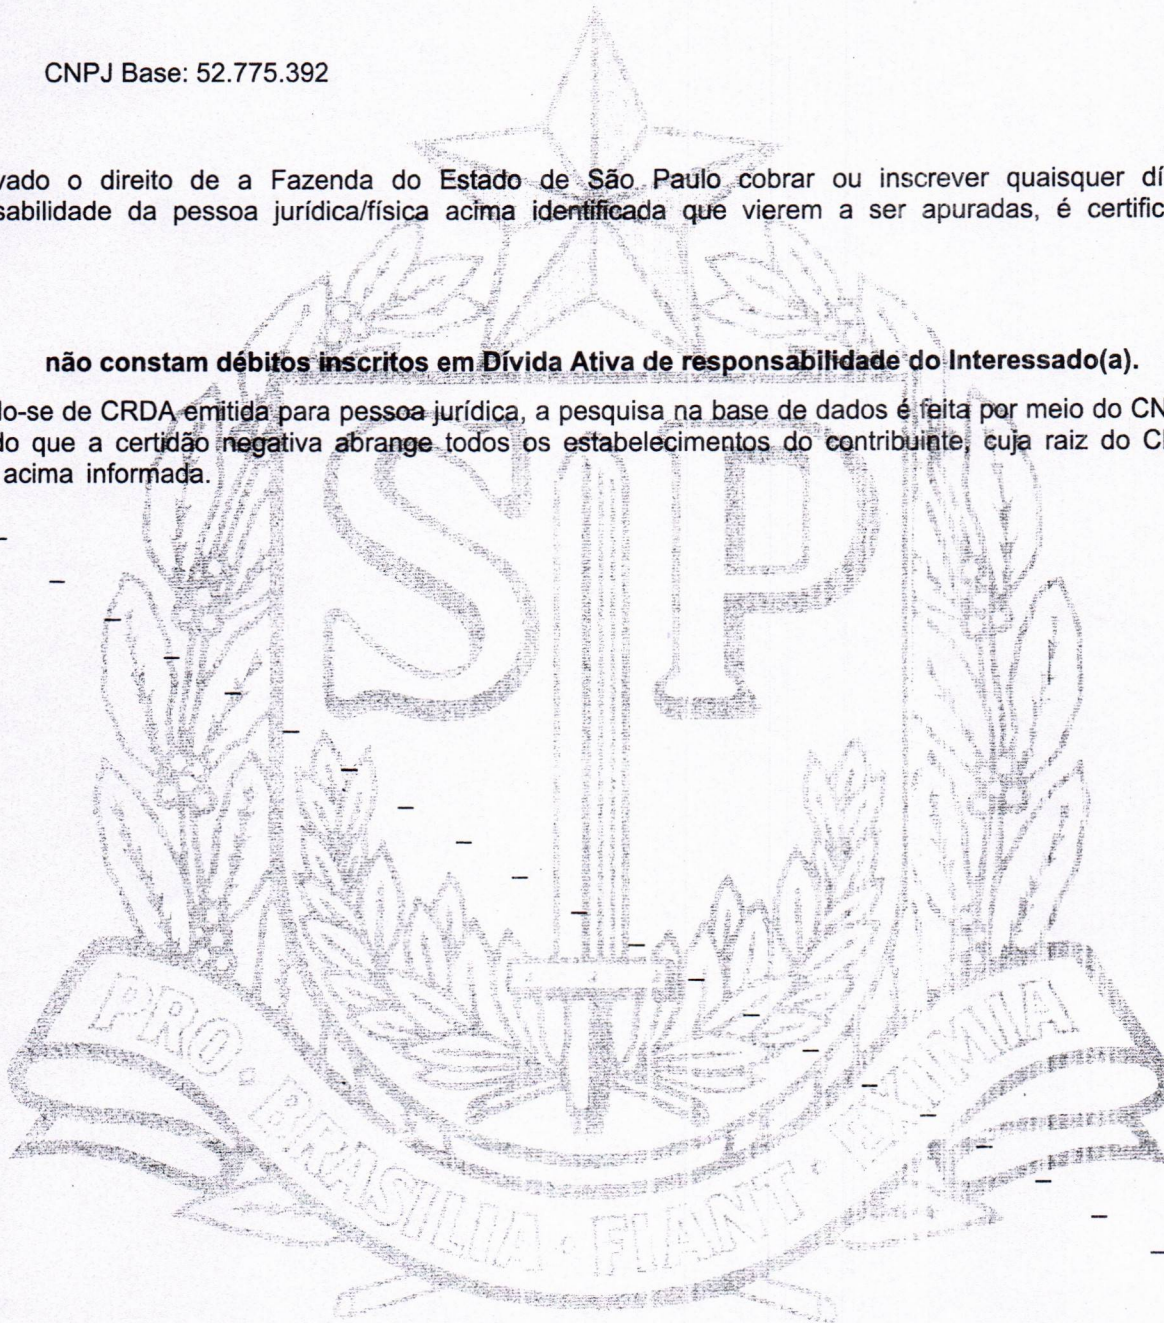 CNPJ Base: 52.775.392
vado o direito de a Fazenda do Estado de São Paulo cobrar ou inscrever quaisquer dí
sabilidade da pessoa jurídica/física acima identificada que vierem a ser apuradas, é certific
não constam débitos inscritos em Dívida Ativa de responsabilidade do Interessado(a).
do-se de CRDA emitida para pessoa jurídica, a pesquisa na base de dados é feita por meio do CN
do que a certidão negativa abrange todos os estabelecimentos do contribuinte, cuja raiz do C
acima informada.
SP
PRO · BRASILIA · FIANT · EXIMIA